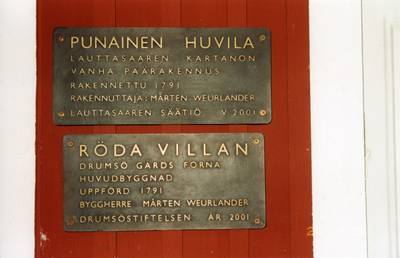 PUNAINEN HUVILA
LAUTTASAAREN KARTANON
VANHA PÄÄRAKENNUS
RAKENNETTU 1791
RAKENNUTTAJA: MÅRTEN WEURLANDER
LAUTTASAAREN SÄÄTIÖ V 2001
RÖDA VILLAN
DRUMSÖ GÅRDS FORNA
HUVUDBYGGNAD
UPPFÖRD 1791
BYGGHERRE MÅRTEN WEURLANDER
DRUMSÖSTIFTELSEN ÅR 2001